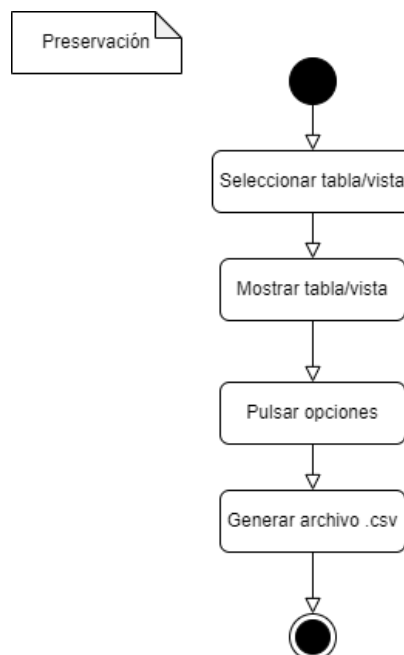 Preservación
Seleccionar tabla/vista
Mostrar tabla/vista
Pulsar opciones
Generar archivo .csv